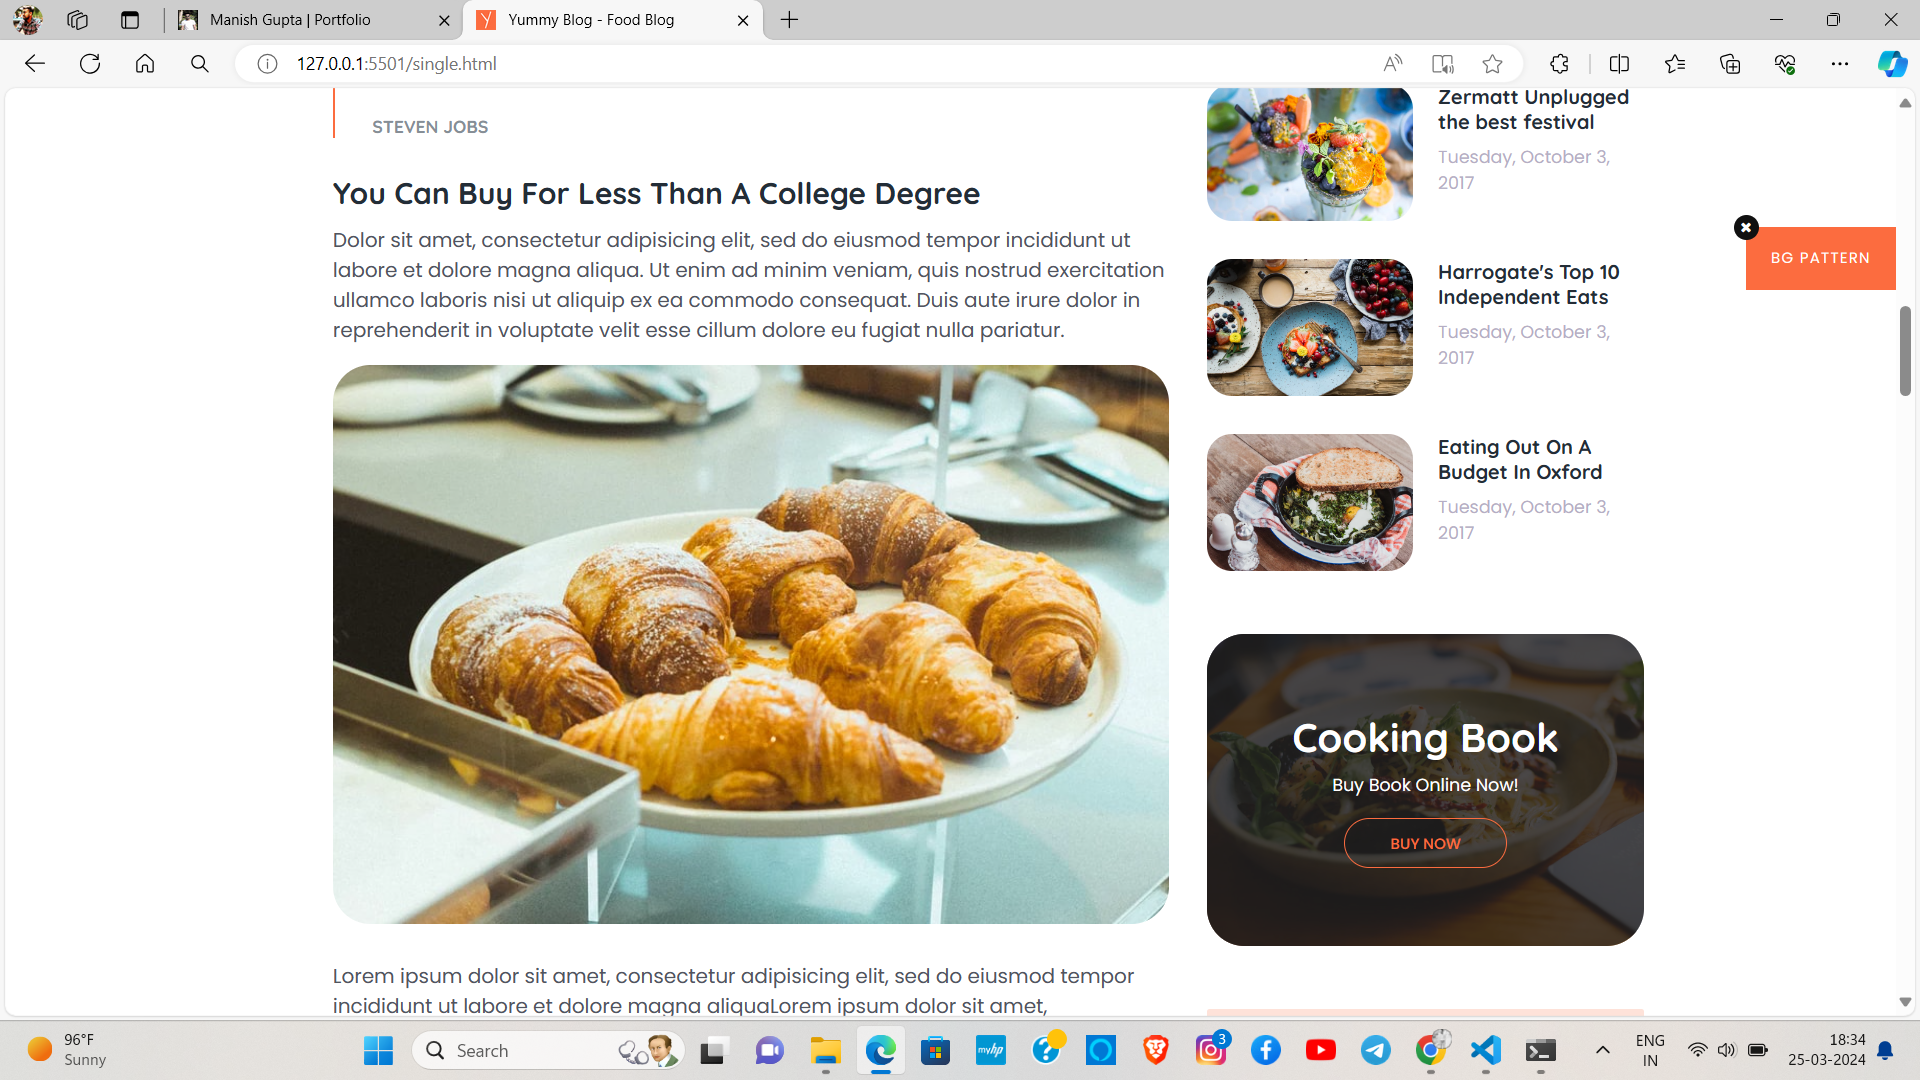 Manish Gupta | Portfolio
Yummy Blog - Food Blog
127.0.0.1:5501/single.html
STEVEN JOBS
You Can Buy For Less Than A College Degree
Dolor sit amet, consectetur adipisicing elit, sed do eiusmod tempor incididunt ut
labore et dolore magna aliqua. Ut enim ad minim veniam, quis nostrud exercitation
ullamco laboris nisi ut aliquip ex ea commodo consequat. Duis aute irure dolor in
reprehenderit in voluptate velit esse cillum dolore eu fugiat nulla pariatur.
Lorem ipsum dolor sit amet, consectetur adipisicing elit, sed do eiusmod tempor
incididunt ut labore et dolore magna aliquaLorem ipsum dolor sit amet,
Zermatt Unplugged
the best festival
Tuesday, October 3,
2017
Harrogate's Top 10
Independent Eats
Tuesday, October 3,
2017
Eating Out On A
Budget In Oxford
Tuesday, October 3,
2017
Cooking Book
Buy Book Online Now!
BUY NOW
BG PATTERN
96°F
Sunny
Search
myhp
3
ENG
IN
18:34
25-03-2024